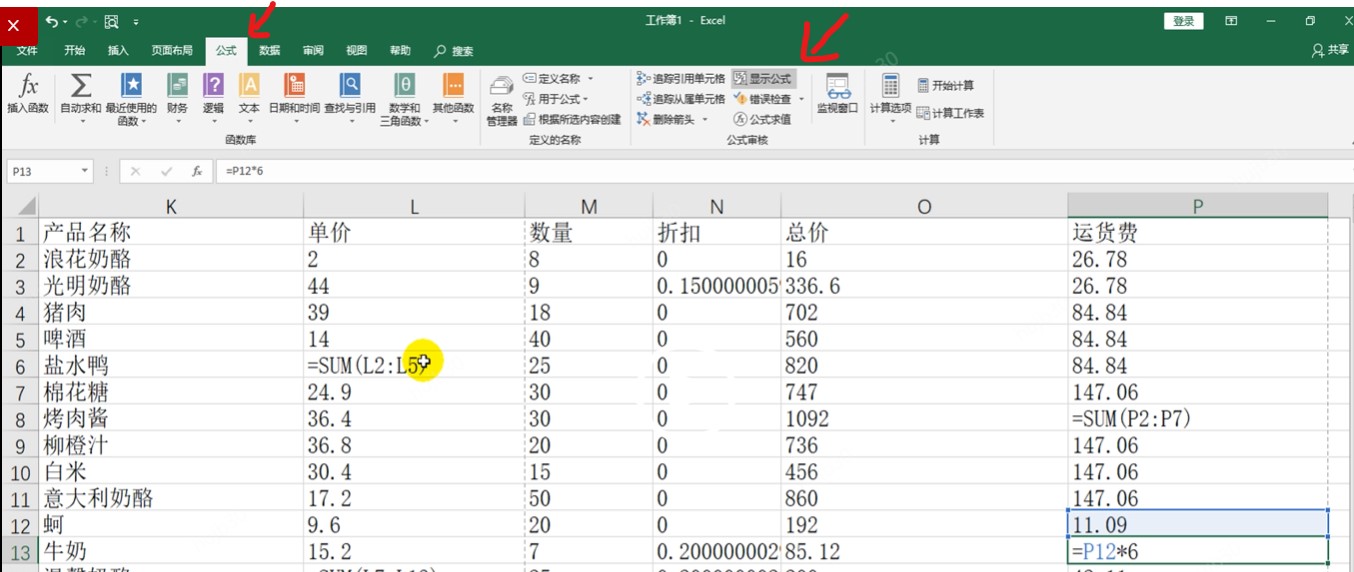 工作簿1 - Excel
登录
文件 开始 插入 页面布局 公式 数据 审阅 视图 帮助 搜索
共享
插入函数 自动求和 最近使用的函数 财务 逻辑 文本 日期和时间 查找与引用 数学和三角函数 其他函数
函数库
名称管理器
定义名称
用于公式
根据所选内容创建
定义的名称
追踪引用单元格 显示公式
追踪从属单元格 错误检查
删除箭头 公式求值
监视窗口
公式审核
计算选项
开始计算
计算工作表
计算
P13 fx =P12*6
K L M N O P
1 产品名称 单价 数量 折扣 总价 运货费
2 浪花奶酪 2 8 0 16 26.78
3 光明奶酪 44 9 0.150000005 336.6 26.78
4 猪肉 39 18 0 702 84.84
5 啤酒 14 40 0 560 84.84
6 盐水鸭 =SUM(L2:L5) 25 0 820 84.84
7 棉花糖 24.9 30 0 747 147.06
8 烤肉酱 36.4 30 0 1092 =SUM(P2:P7)
9 柳橙汁 36.8 20 0 736 147.06
10 白米 30.4 15 0 456 147.06
11 意大利奶酪 17.2 50 0 860 147.06
12 蚵 9.6 20 0 192 11.09
13 牛奶 15.2 7 0.200000002 85.12 =P12*6